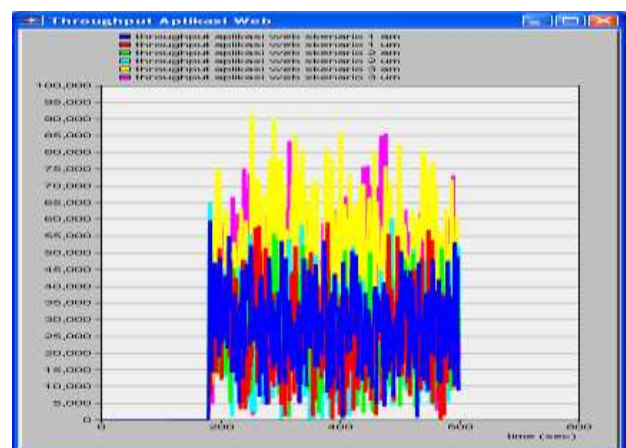 Throughput Aplikasi Web
throughput aplikasi web skenario 1 am
throughput aplikasi web skenario 1 um
throughput aplikasi web skenario 2 am
throughput aplikasi web skenario 2 um
throughput aplikasi web skenario 3 am
throughput aplikasi web skenario 3 um
100,000
95,000
90,000
85,000
80,000
75,000
70,000
65,000
60,000
55,000
50,000
45,000
40,000
35,000
30,000
25,000
20,000
15,000
10,000
5,000
0
0 200 400 600 800
time (sec)